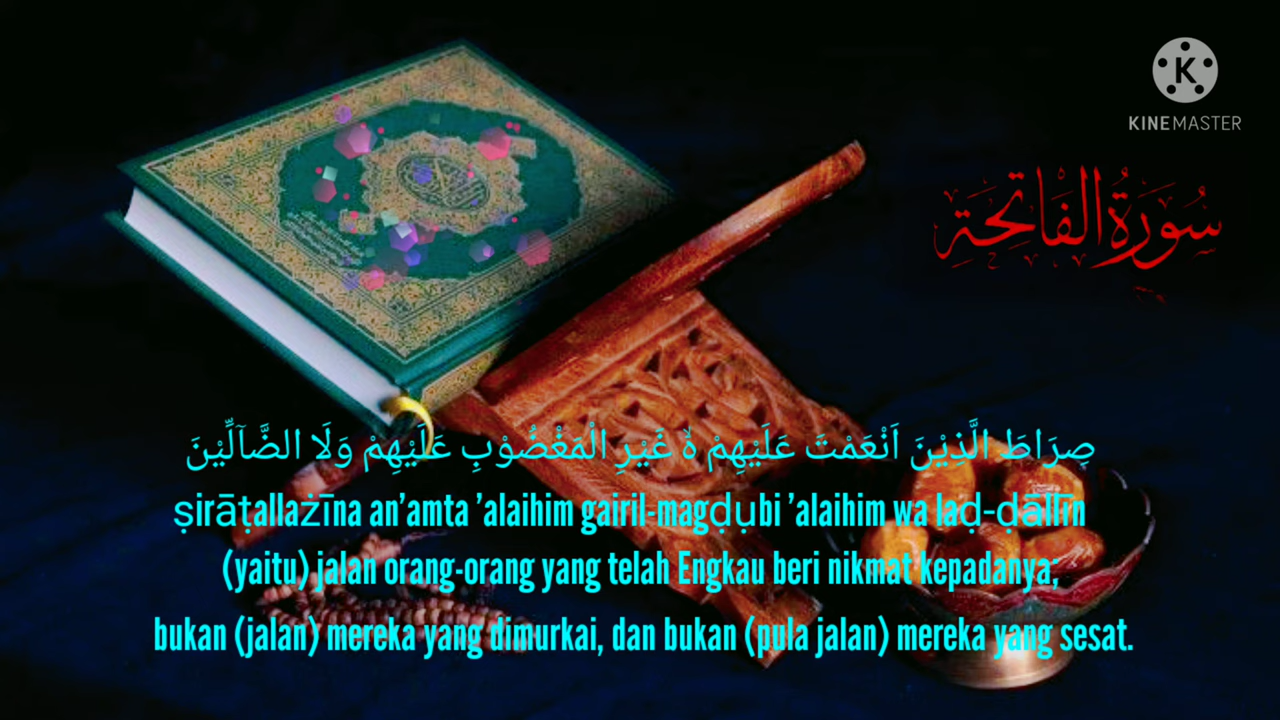 KINEMASTER
سُورَةُ الفَاتِحَة
صِرَاطَ الَّذِيْنَ اَنْعَمْتَ عَلَيْهِمْ ەۙ غَيْرِ الْمَغْضُوْبِ عَلَيْهِمْ وَلَا الضَّاۤلِّيْنَ
ṣirāṭallażīna an’amta ’alaihim gairil-magḍụbi ’alaihim wa laḍ-ḍāllīn
(yaitu) jalan orang-orang yang telah Engkau beri nikmat kepadanya;
bukan (jalan) mereka yang dimurkai, dan bukan (pula jalan) mereka yang sesat.